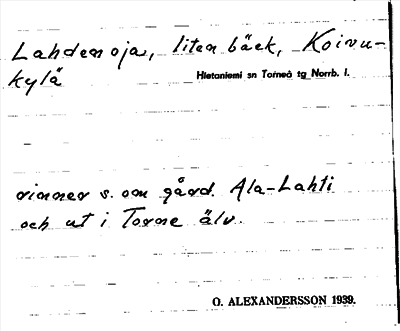 Lahdenoja, liten bäck, Koivu-
kylä
Hietaniemi sn Torneå tg Norrb. l.
rinner s. om gård. Ala-Lahti
och ut i Torne älv.
O. ALEXANDERSSON 1939.